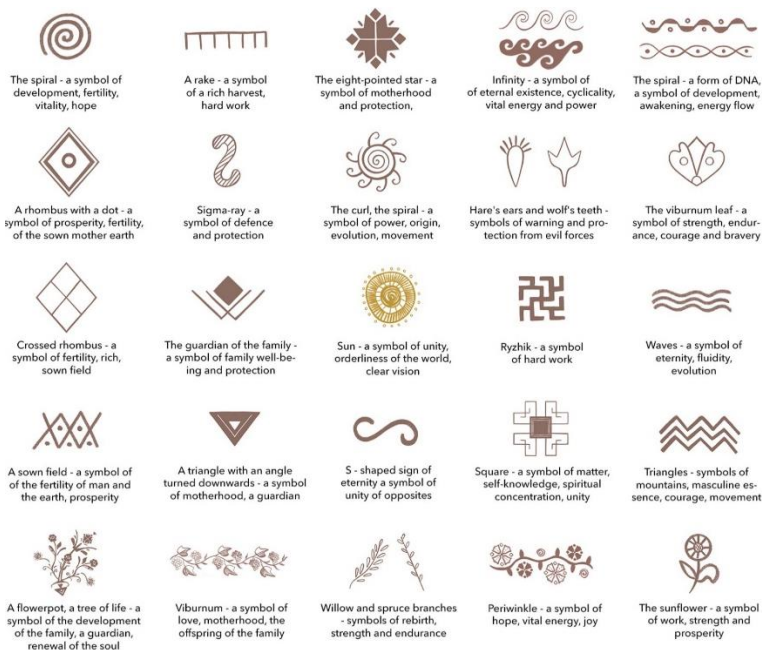 The spiral - a symbol of
development, fertility,
vitality, hope
A rake - a symbol
of a rich harvest,
hard work
The eight-pointed star - a
symbol of motherhood
and protection,
Infinity - a symbol of
of eternal existence, cyclicality,
vital energy and power
The spiral - a form of DNA,
a symbol of development,
awakening, energy flow
A rhombus with a dot - a
symbol of prosperity, fertility,
of the sown mother earth
Sigma-ray - a
symbol of defence
and protection
The curl, the spiral - a
symbol of power, origin,
evolution, movement
Hare's ears and wolf's teeth -
symbols of warning and pro-
tection from evil forces
The viburnum leaf - a
symbol of strength, endur-
ance, courage and bravery
Crossed rhombus - a
symbol of fertility, rich,
sown field
The guardian of the family -
a symbol of family well-be-
ing and protection
Sun - a symbol of unity,
orderliness of the world,
clear vision
Ryzhik - a symbol
of hard work
Waves - a symbol of
eternity, fluidity,
evolution
A sown field - a symbol of
of the fertility of man and
the earth, prosperity
A triangle with an angle
turned downwards - a symbol
of motherhood, a guardian
S - shaped sign of
eternity a symbol of
unity of opposites
Square - a symbol of matter,
self-knowledge, spiritual
concentration, unity
Triangles - symbols of
mountains, masculine es-
sence, courage, movement
A flowerpot, a tree of life - a
symbol of the development
of the family, a guardian,
renewal of the soul
Viburnum - a symbol of
love, motherhood, the
offspring of the family
Willow and spruce branches
- symbols of rebirth,
strength and endurance
Periwinkle - a symbol of
hope, vital energy, joy
The sunflower - a symbol
of work, strength and
prosperity